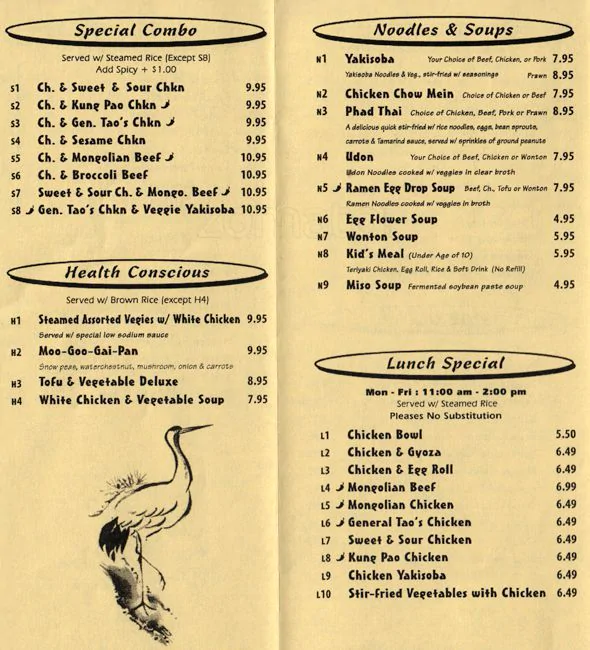 Special Combo
Served w/ Steamed Rice (Except S8)
Add Spicy + $1.00
S1 Ch. & Sweet & Sour Chkn 9.95
S2 Ch. & Kung Pao Chkn 9.95
S3 Ch. & Gen. Tao's Chkn 9.95
S4 Ch. & Sesame Chkn 9.95
S5 Ch. & Mongolian Beef 10.95
S6 Ch. & Broccoli Beef 10.95
S7 Sweet & Sour Ch. & Mongo. Beef 10.95
S8 Gen. Tao's Chkn & Veggie Yakisoba 10.95
Health Conscious
Served w/ Brown Rice (except H4)
H1 Steamed Assorted Vegies w/ White Chicken 9.95
Served w/ special low sodium sauce
H2 Moo-Goo-Gai-Pan 9.95
Snow peas, waterchestnut, mushroom, onion & carrots
H3 Tofu & Vegetable Deluxe 8.95
H4 White Chicken & Vegetable Soup 7.95
Noodles & Soups
N1 Yakisoba Your Choice of Beef, Chicken, or Pork 7.95
Yakisoba Noodles & Veg., stir-fried w/ seasonings Prawn 8.95
N2 Chicken Chow Mein Choice of Chicken or Beef 7.95
N3 Phad Thai Choice of Chicken, Beef, Pork or Prawn 8.95
A delicious quick stir-fried w/ rice noodles, eggs, bean sprouts,
carrots & Tamarind sauce, served w/ sprinkles of ground peanuts
N4 Udon Your Choice of Beef, Chicken or Wonton 7.95
Udon Noodles cooked w/ veggies in clear broth
N5 Ramen Egg Drop Soup Beef, Ch., Tofu or Wonton 7.95
Ramen Noodles cooked w/ veggies in broth
N6 Egg Flower Soup 4.95
N7 Wonton Soup 5.95
N8 Kid's Meal (Under Age of 10) 5.95
Teriyaki Chicken, Egg Roll, Rice & Soft Drink (No Refill)
N9 Miso Soup Fermented soybean paste soup 4.95
Lunch Special
Mon - Fri : 11:00 am - 2:00 pm
Served w/ Steamed Rice
Pleases No Substitution
L1 Chicken Bowl 5.50
L2 Chicken & Gyoza 6.49
L3 Chicken & Egg Roll 6.49
L4 Mongolian Beef 6.99
L5 Mongolian Chicken 6.49
L6 General Tao's Chicken 6.49
L7 Sweet & Sour Chicken 6.49
L8 Kung Pao Chicken 6.49
L9 Chicken Yakisoba 6.49
L10 Stir-Fried Vegetables with Chicken 6.49